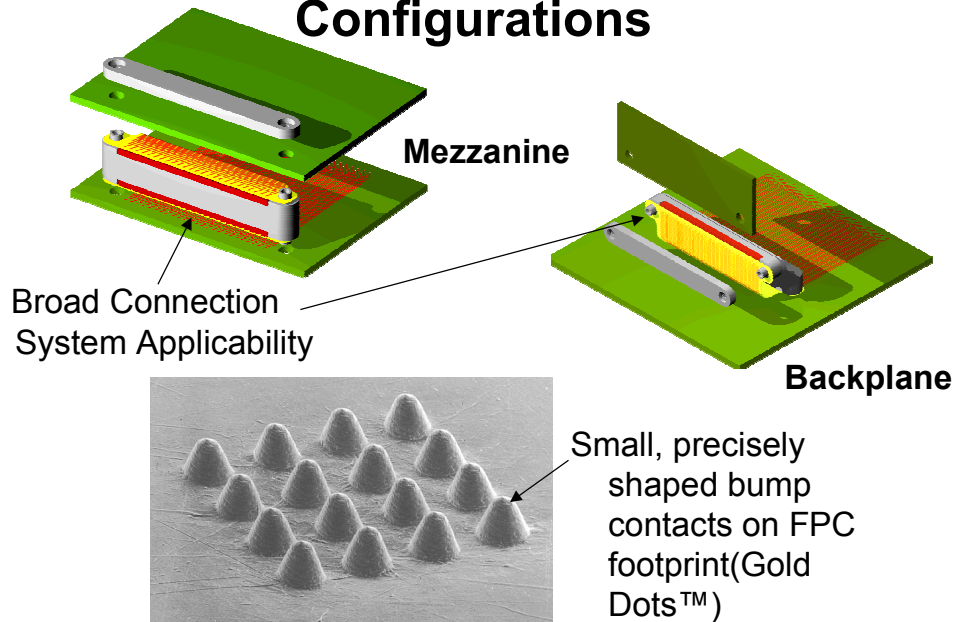 Configurations
Mezzanine
Broad Connection
System Applicability
Backplane
Small, precisely
shaped bump
contacts on FPC
footprint(Gold
Dots™)